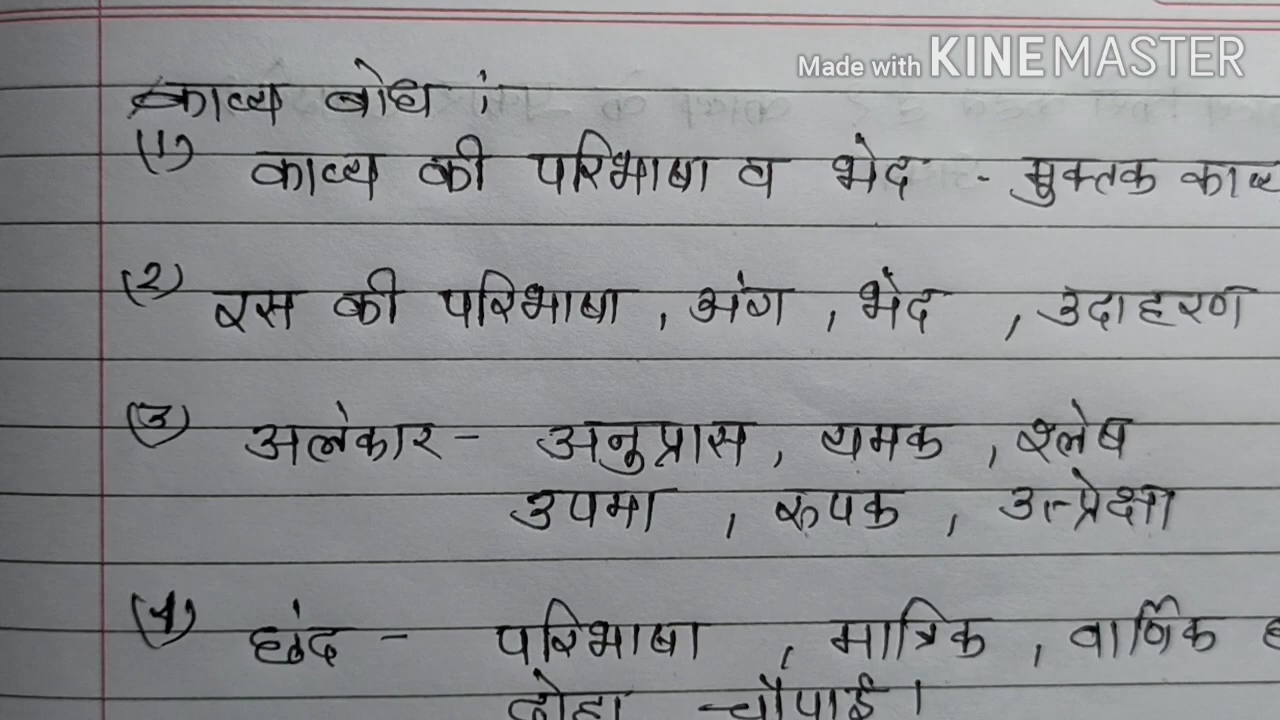 Made with KINEMASTER
काव्य बोध :
(1) काव्य की परिभाषा व भेद - मुक्तक काव्य
(2) रस की परिभाषा , अंग , भेद , उदाहरण
(3) अलंकार - अनुप्रास , यमक , श्लेष
उपमा , रुपक , उत्प्रेक्षा
(4) छंद - परिभाषा , मात्रिक , वार्णिक
दोहा चौपाई ।